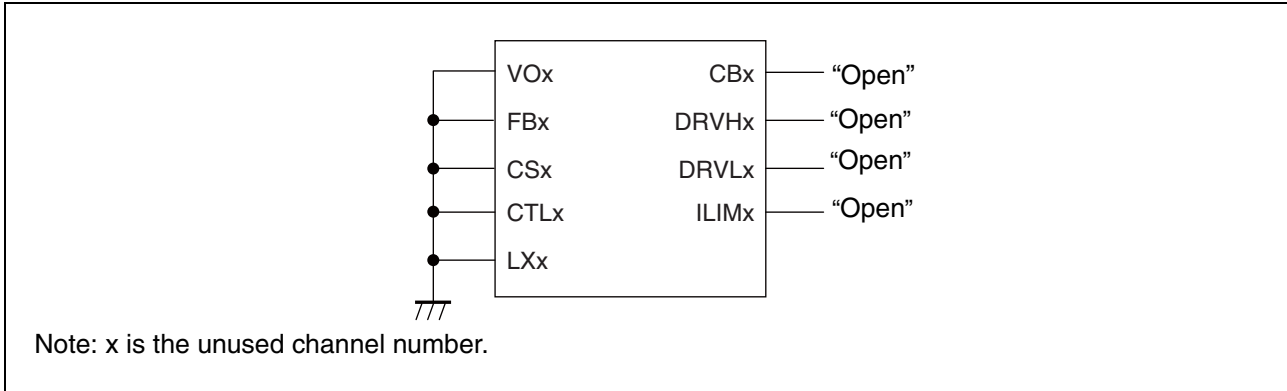 VOx CBx “Open”
FBx DRVHx “Open”
CSx DRVLx “Open”
CTLx ILIMx “Open”
LXx
Note: x is the unused channel number.